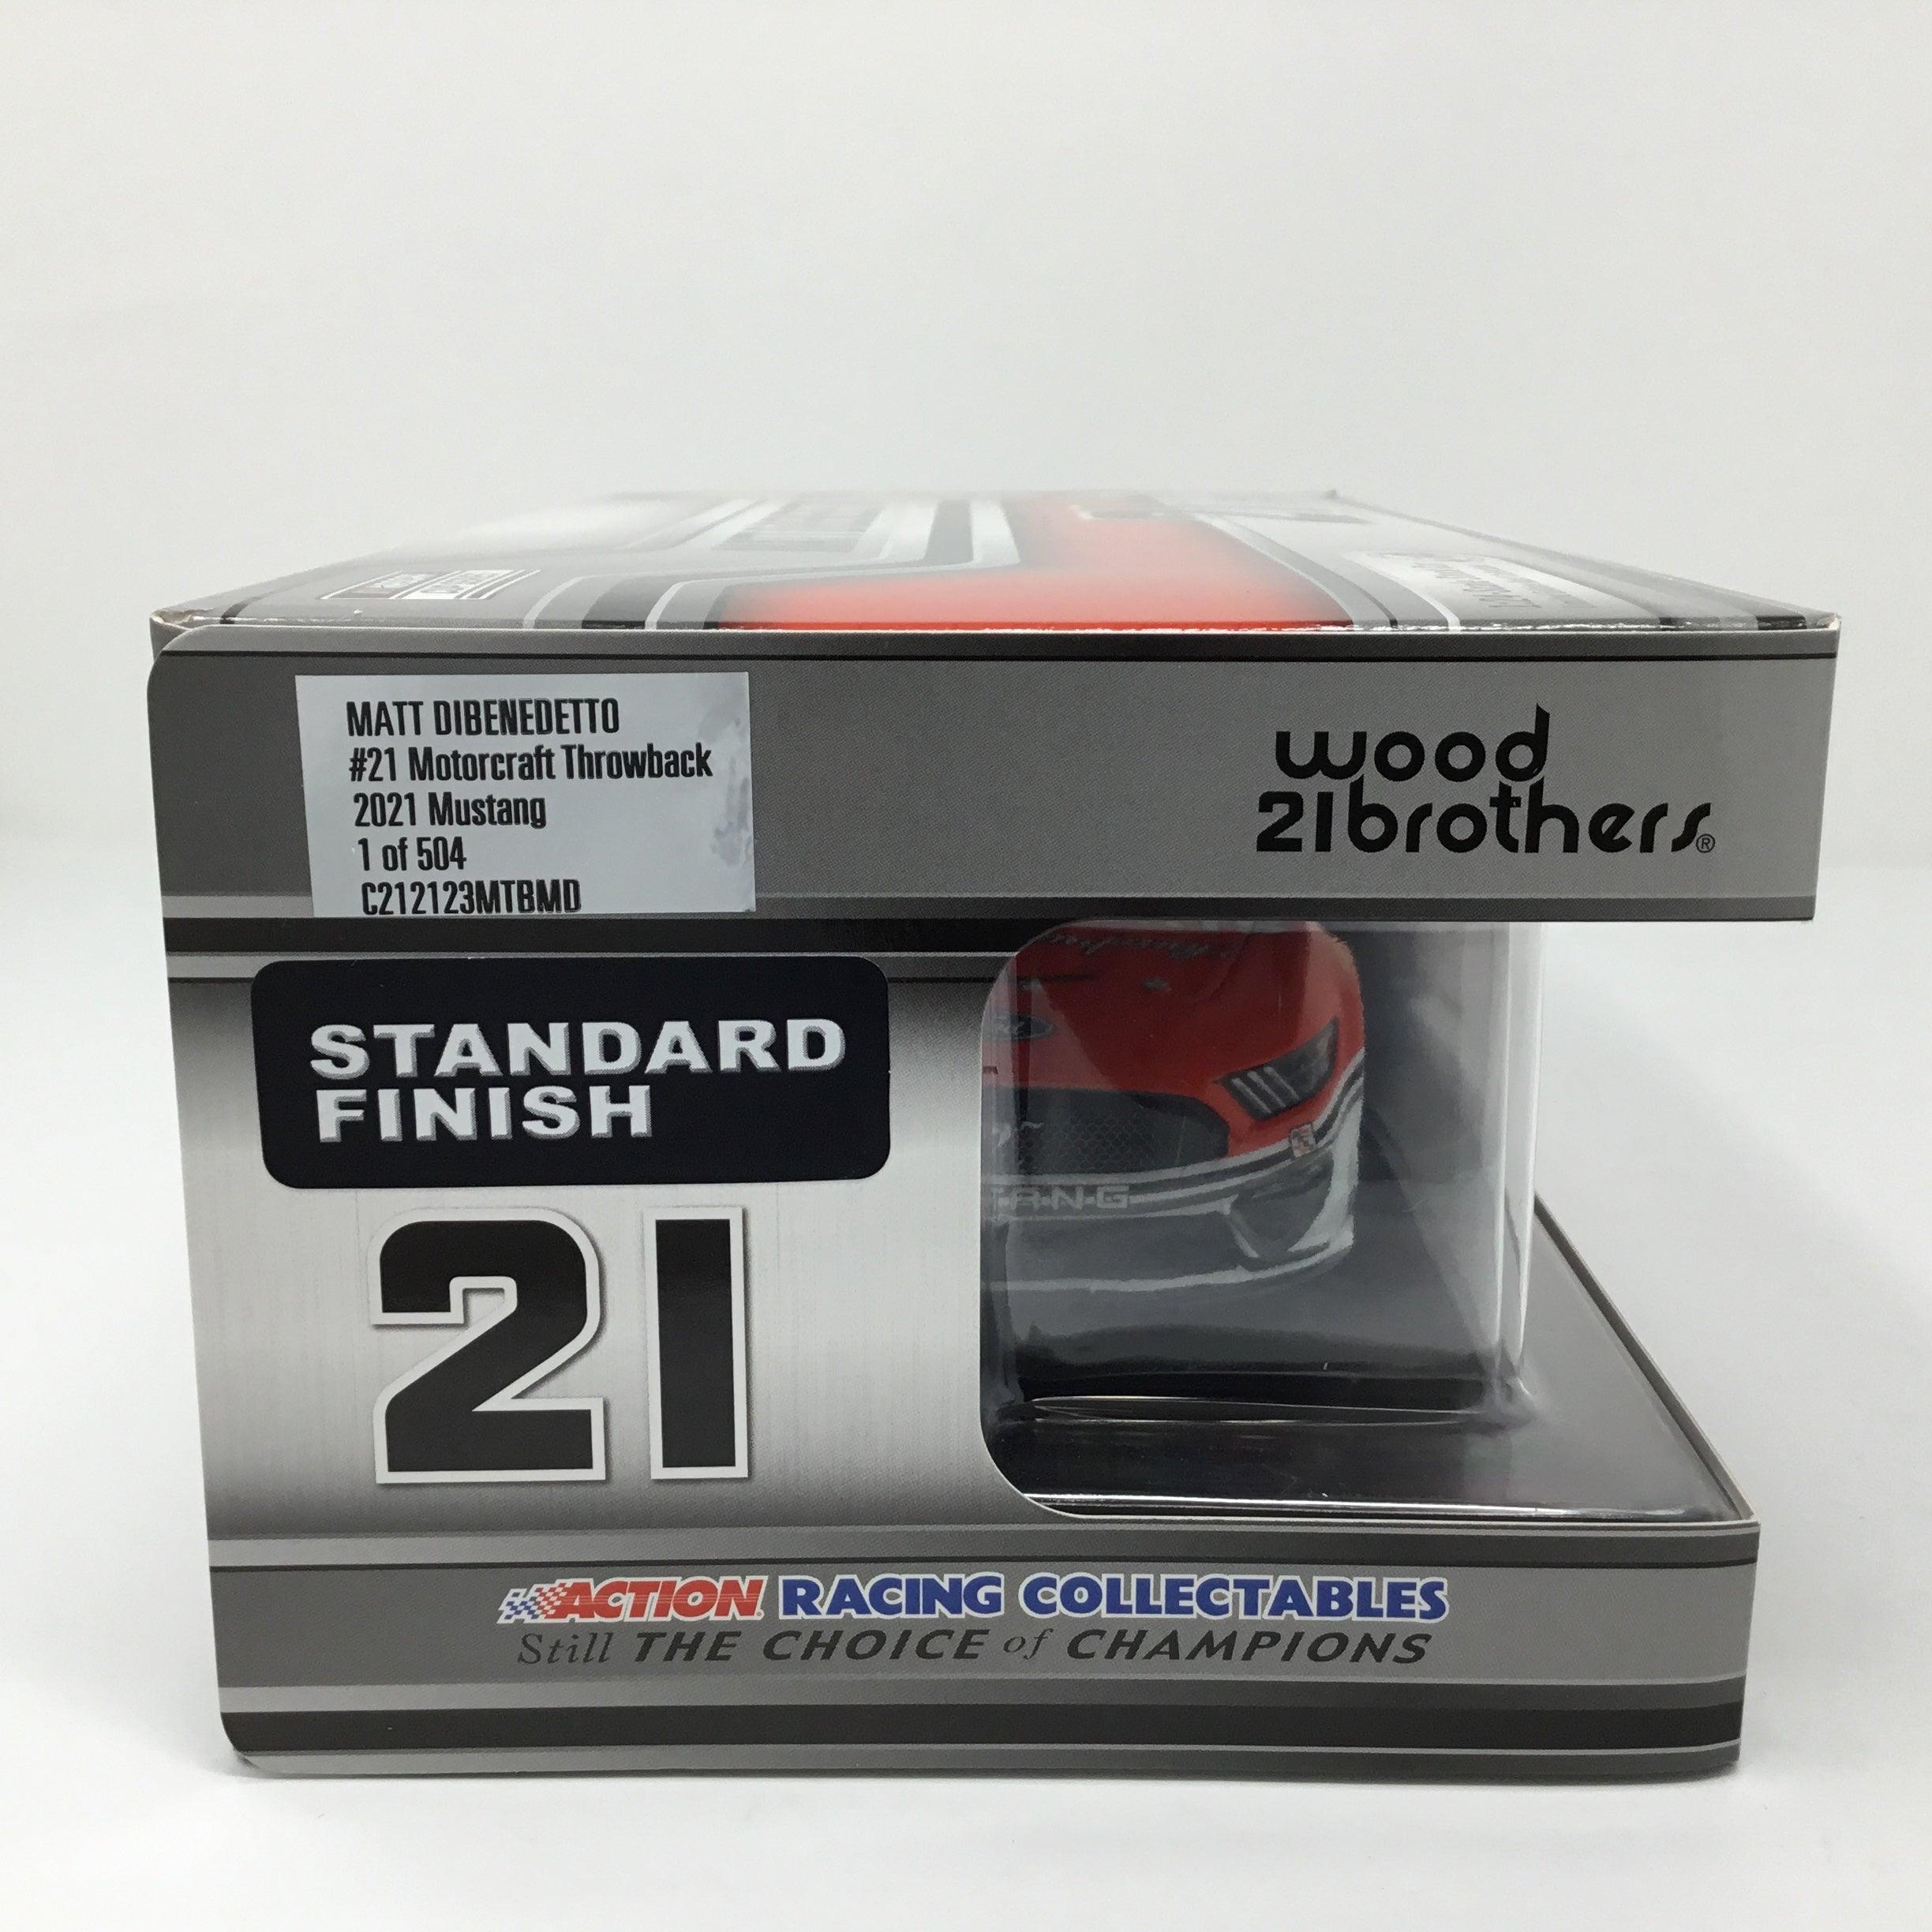 MATT DIBENEDETTO
#21 Motorcraft Throwback
2021 Mustang
1 of 504
C212123MTBMD
wood
21brothers®
STANDARD
FINISH
21
ANG
ACTION RACING COLLECTABLES
Still THE CHOICE of CHAMPIONS